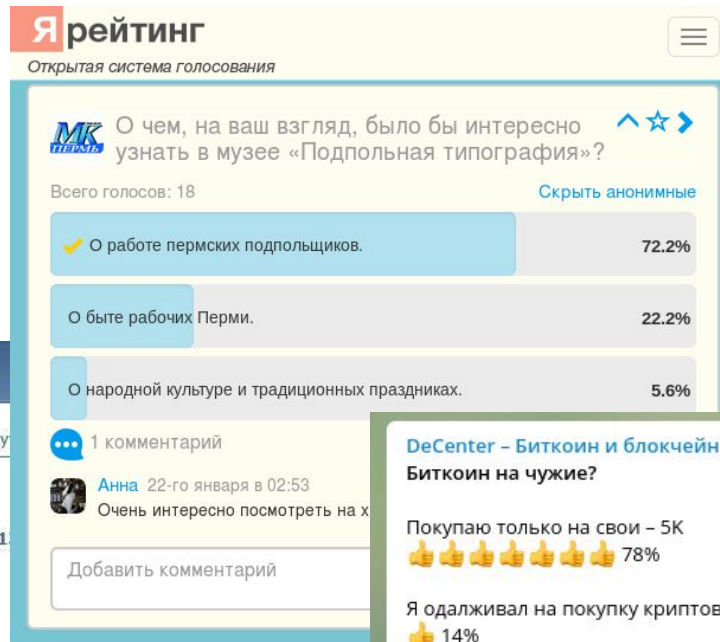 Я рейтинг
Открытая система голосования
МК
ПЕРМЬ
О чем, на ваш взгляд, было бы интересно
узнать в музее «Подпольная типография»?
Всего голосов: 18
Скрыть анонимные
О работе пермских подпольщиков.
72.2%
О быте рабочих Перми.
22.2%
О народной культуре и традиционных праздниках.
5.6%
1 комментарий
Анна 22-го января в 02:53
Очень интересно посмотреть на
Добавить комментарий
DeCenter – Биткоин и блокчейн
Биткоин на чужие?
Покупаю только на свои – 5K
👍👍👍👍👍👍👍 78%
Я одалживал на покупку
👍 14%